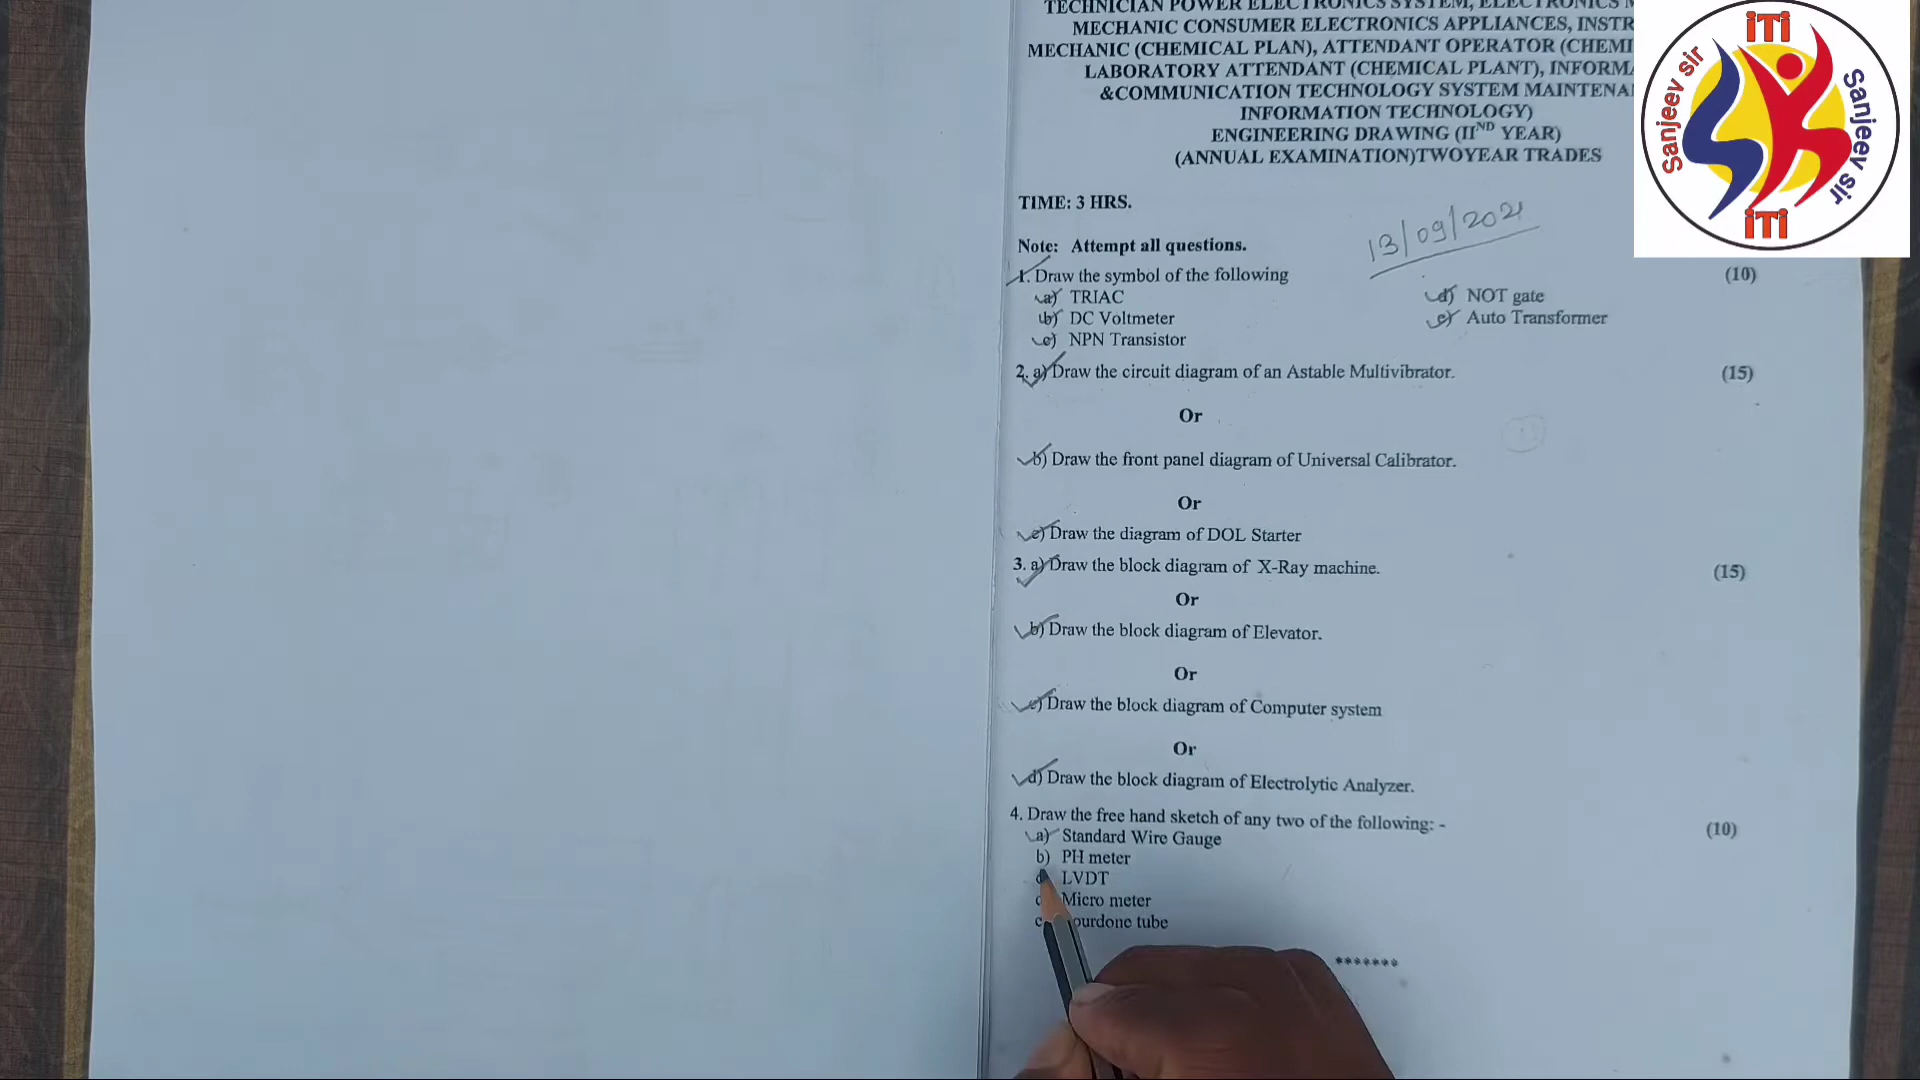 TECHNICIAN POWER ELECTRONICS SYSTEM, ELECTRONICS
MECHANIC CONSUMER ELECTRONICS APPLIANCES, INSTR
MECHANIC (CHEMICAL PLAN), ATTENDANT OPERATOR (CHEMI
LABORATORY ATTENDANT (CHEMICAL PLANT), INFORMA
&COMMUNICATION TECHNOLOGY SYSTEM MAINTENA
INFORMATION TECHNOLOGY)
ENGINEERING DRAWING (IIND YEAR)
(ANNUAL EXAMINATION)TWOYEAR TRADES
iTi
Sanjeev sir
Sanjeev sir
iTi
TIME: 3 HRS.
13/09/2021
Note: Attempt all questions.
1. Draw the symbol of the following (10)
a) TRIAC d) NOT gate
b) DC Voltmeter e) Auto Transformer
c) NPN Transistor
2. a) Draw the circuit diagram of an Astable Multivibrator. (15)
Or
b) Draw the front panel diagram of Universal Calibrator.
Or
c) Draw the diagram of DOL Starter
3. a) Draw the block diagram of X-Ray machine. (15)
Or
b) Draw the block diagram of Elevator.
Or
c) Draw the block diagram of Computer system
Or
d) Draw the block diagram of Electrolytic Analyzer.
4. Draw the free hand sketch of any two of the following: - (10)
a) Standard Wire Gauge
b) PH meter
LVDT
Micro meter
ourdone tube
*******